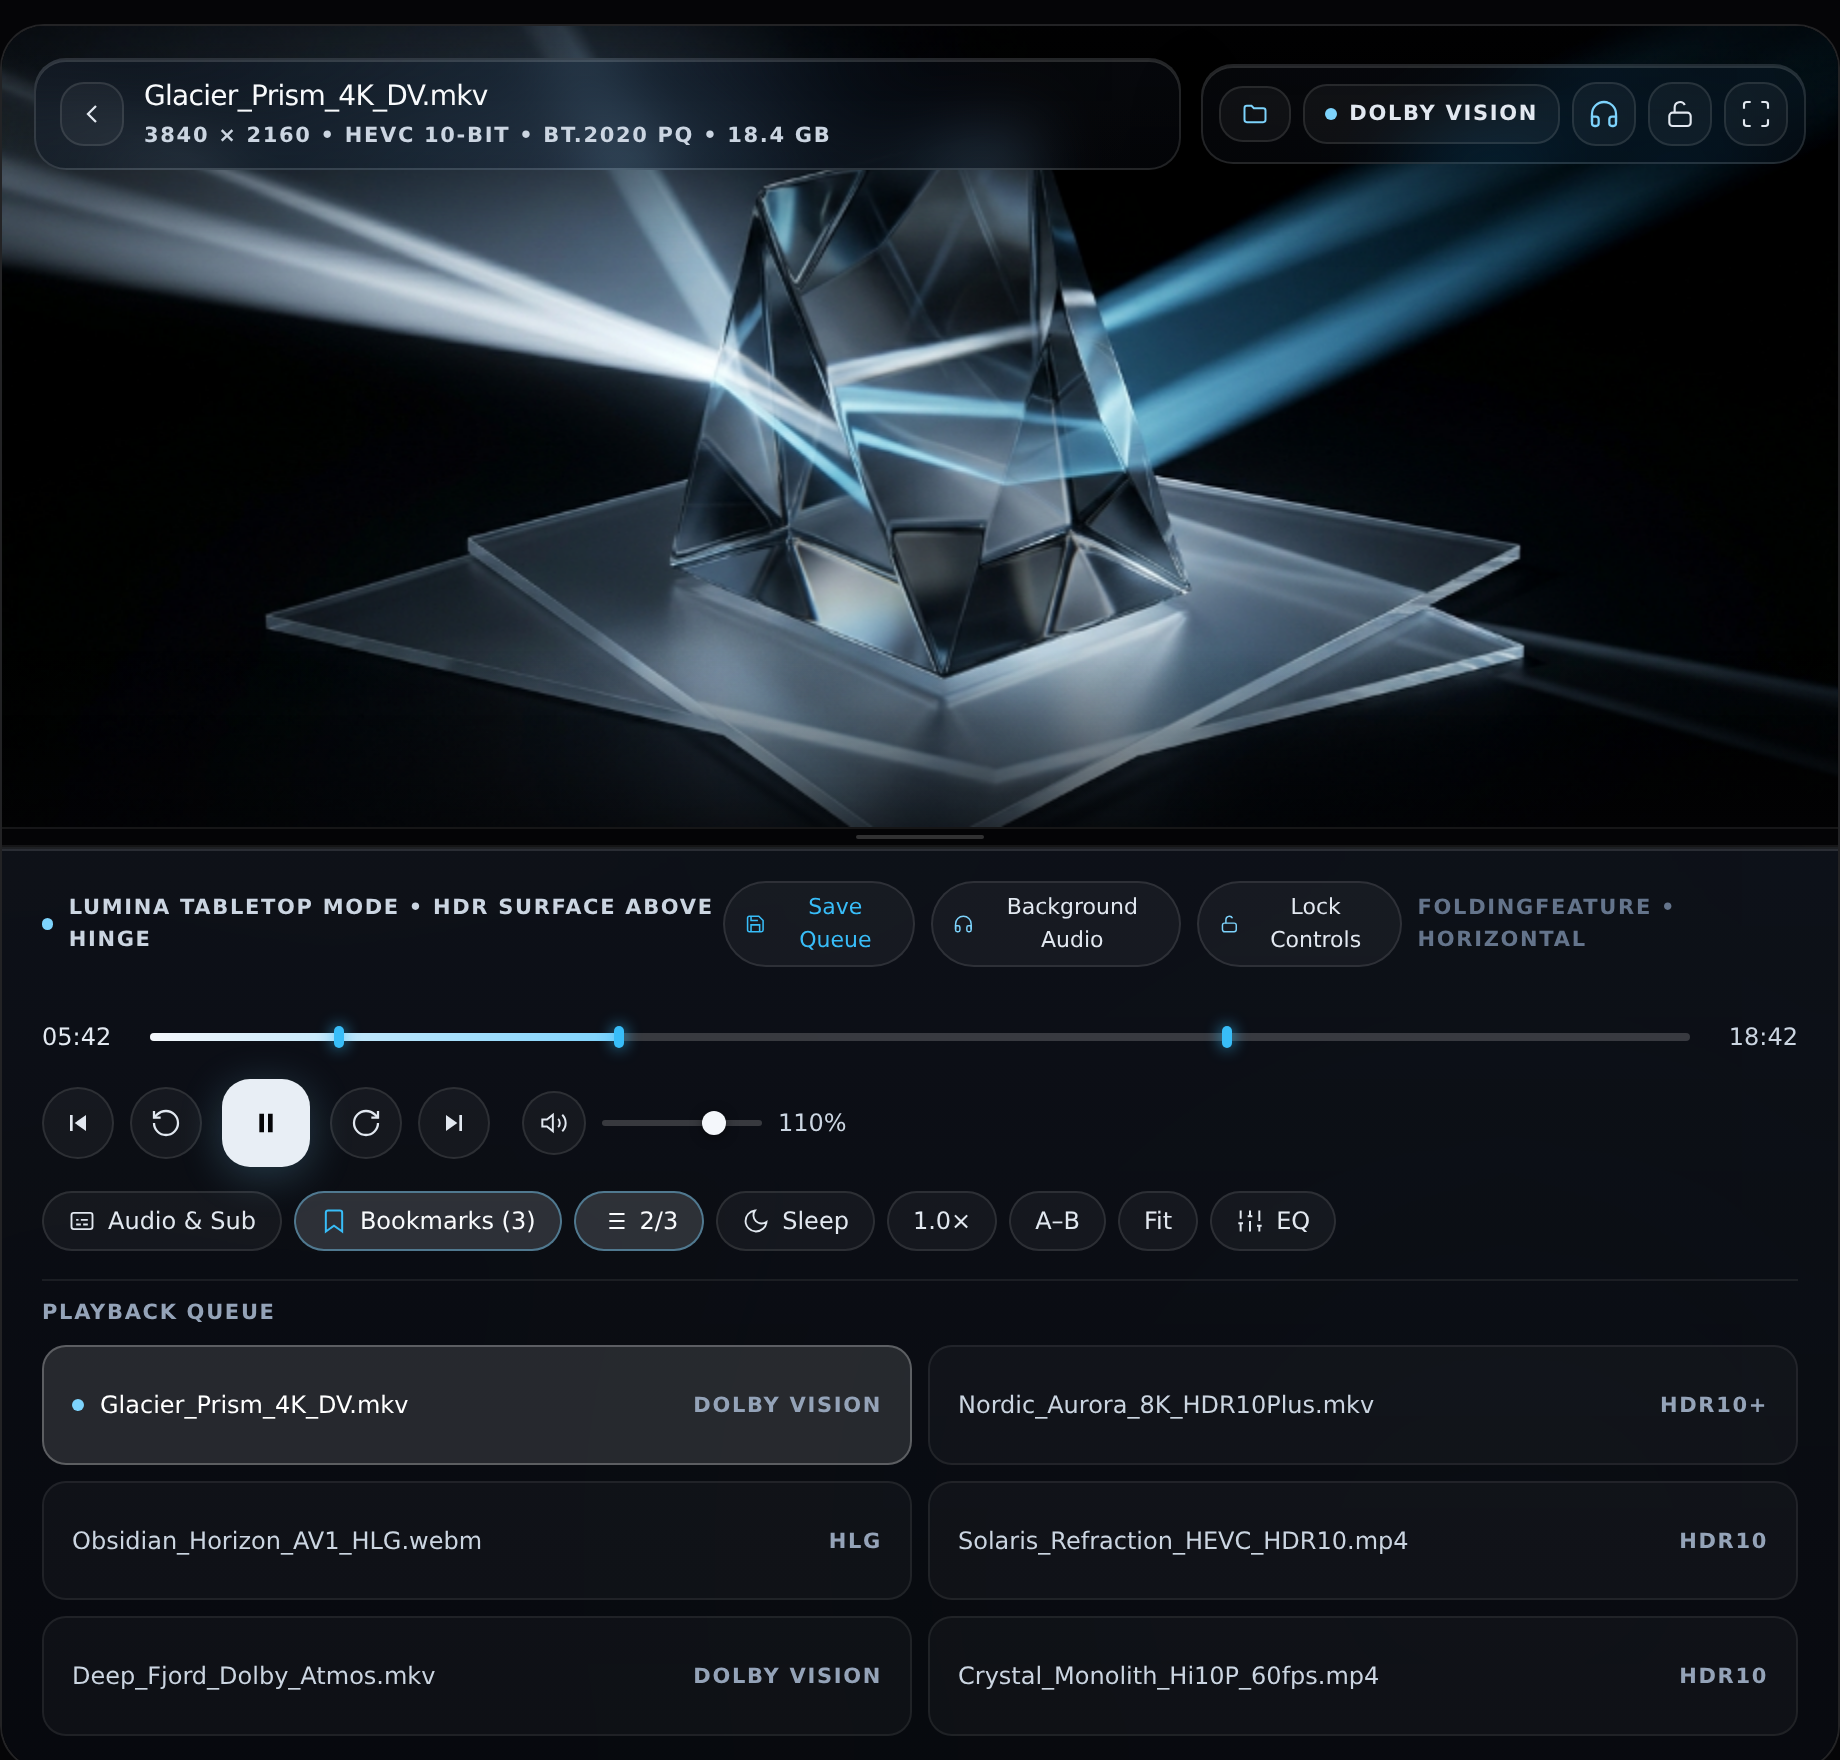 Glacier_Prism_4K_DV.mkv
3840 × 2160 • HEVC 10-BIT • BT.2020 PQ • 18.4 GB
DOLBY VISION
LUMINA TABLETOP MODE • HDR SURFACE ABOVE
HINGE
Save
Queue
Background
Audio
Lock
Controls
FOLDINGFEATURE •
HORIZONTAL
05:42
18:42
110%
Audio & Sub
Bookmarks (3)
2/3
Sleep
1.0×
A–B
Fit
EQ
PLAYBACK QUEUE
Glacier_Prism_4K_DV.mkv
DOLBY VISION
Nordic_Aurora_8K_HDR10Plus.mkv
HDR10+
Obsidian_Horizon_AV1_HLG.webm
HLG
Solaris_Refraction_HEVC_HDR10.mp4
HDR10
Deep_Fjord_Dolby_Atmos.mkv
DOLBY VISION
Crystal_Monolith_Hi10P_60fps.mp4
HDR10